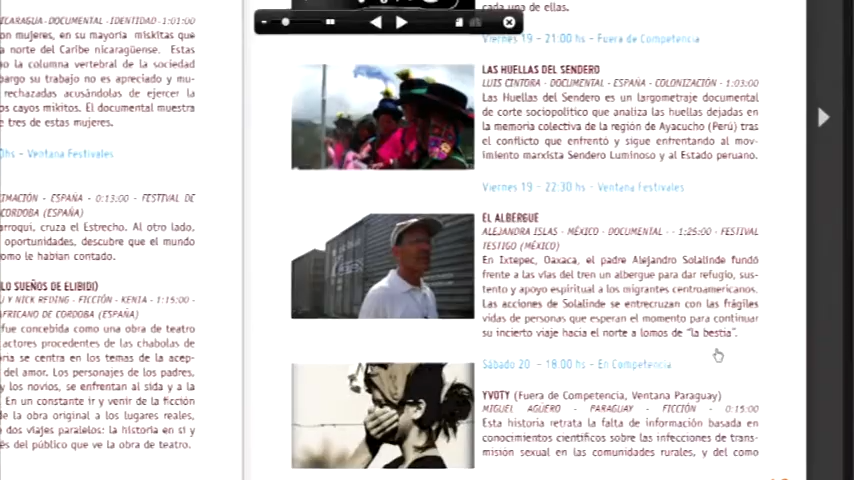 NICARAGUA - DOCUMENTAL - IDENTIDAD - 1:01:00
on mujeres, en su mayoría miskitas que
a norte del Caribe nicaragüense. Estas
o la columna vertebral de la sociedad
bargo su trabajo no es apreciado y mu-
rechazadas acusándolas de ejercer la
os cayos mikitos. El documental muestra
e tres de estas mujeres.
0hs - Ventana Festivales
IMACIÓN - ESPAÑA - 0:13:00 - FESTIVAL DE
CORDOBA (ESPAÑA)
arroquí, cruza el Estrecho. Al otro lado,
oportunidades, descubre que el mundo
omo le habían contado.
LO SUEÑOS DE ELIBIDI)
U Y NICK REDING - FICCIÓN - KENIA - 1:15:00 -
AFRICANO DE CORDOBA (ESPAÑA)
fue concebida como una obra de teatro
actores procedentes de las chabolas de
ria se centra en los temas de la acep-
del amor. Los personajes de los padres,
y los novios, se enfrentan al sida y a la
En un constante ir y venir de la ficción
de la obra original a los lugares reales,
dos viajes paralelos: la historia en sí y
és del público que ve la obra de teatro.
cada una de ellas.
Viernes 19 - 21:00 hs - Fuera de Competencia
LAS HUELLAS DEL SENDERO
LUIS CINTORA - DOCUMENTAL - ESPAÑA - COLONIZACIÓN - 1:03:00
Las Huellas del Sendero es un largometraje documental
de corte sociopolítico que analiza las huellas dejadas en
la memoria colectiva de la región de Ayacucho (Perú) tras
el conflicto que enfrentó y sigue enfrentando al mov-
imiento marxista Sendero Luminoso y al Estado peruano.
Viernes 19 - 22:30 hs - Ventana Festivales
EL ALBERGUE
ALEJANDRA ISLAS - MÉXICO - DOCUMENTAL - - 1:25:00 - FESTIVAL
TESTIGO (MÉXICO)
En Ixtepec, Oaxaca, el padre Alejandro Solalinde fundó
frente a las vías del tren un albergue para dar refugio, sus-
tento y apoyo espiritual a los migrantes centroamericanos.
Las acciones de Solalinde se entrecruzan con las frágiles
vidas de personas que esperan el momento para continuar
su incierto viaje hacia el norte a lomos de "la bestia".
Sábado 20 - 18:00 hs - En Competencia
YVOTY (Fuera de Competencia, Ventana Paraguay)
MIGUEL AGÜERO - PARAGUAY - FICCIÓN - 0:15:00
Esta historia retrata la falta de información basada en
conocimientos científicos sobre las infecciones de trans-
misión sexual en las comunidades rurales, y del como